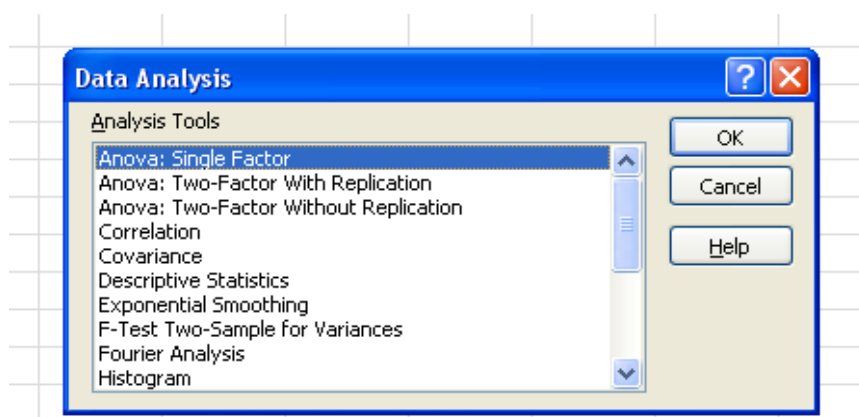 Data Analysis
Analysis Tools
Anova: Single Factor
Anova: Two-Factor With Replication
Anova: Two-Factor Without Replication
Correlation
Covariance
Descriptive Statistics
Exponential Smoothing
F-Test Two-Sample for Variances
Fourier Analysis
Histogram
OK
Cancel
Help